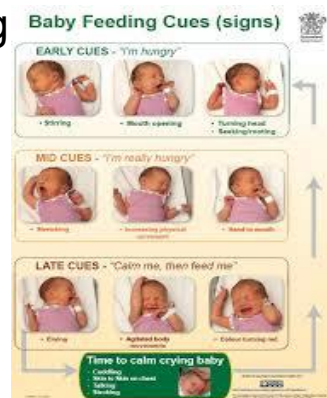 g
Baby Feeding Cues (signs)
EARLY CUES - "I'm hungry"
• Stirring
• Mouth opening
• Turning head
• Seeking/rooting
MID CUES - "I'm really hungry"
• Stretching
• Increasing physical movement
• Hand to mouth
LATE CUES - "Calm me, then feed me"
• Crying
• Agitated body movements
• Colour turning red
Time to calm crying baby
• Cuddling
• Skin to Skin on chest
• Talking
• Stroking